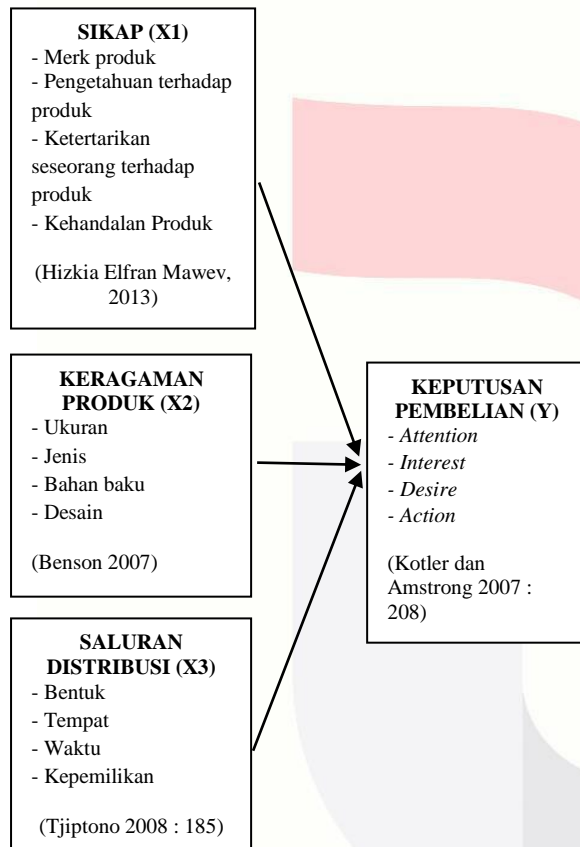 SIKAP (X1)
- Merk produk
- Pengetahuan terhadap
produk
- Ketertarikan
seseorang terhadap
produk
- Kehandalan Produk
(Hizkia Elfran Mawey,
2013)
KERAGAMAN
PRODUK (X2)
- Ukuran
- Jenis
- Bahan baku
- Desain
(Benson 2007)
SALURAN
DISTRIBUSI (X3)
- Bentuk
- Tempat
- Waktu
- Kepemilikan
(Tjiptono 2008 : 185)
KEPUTUSAN
PEMBELIAN (Y)
- Attention
- Interest
- Desire
- Action
(Kotler dan
Amstrong 2007 :
208)